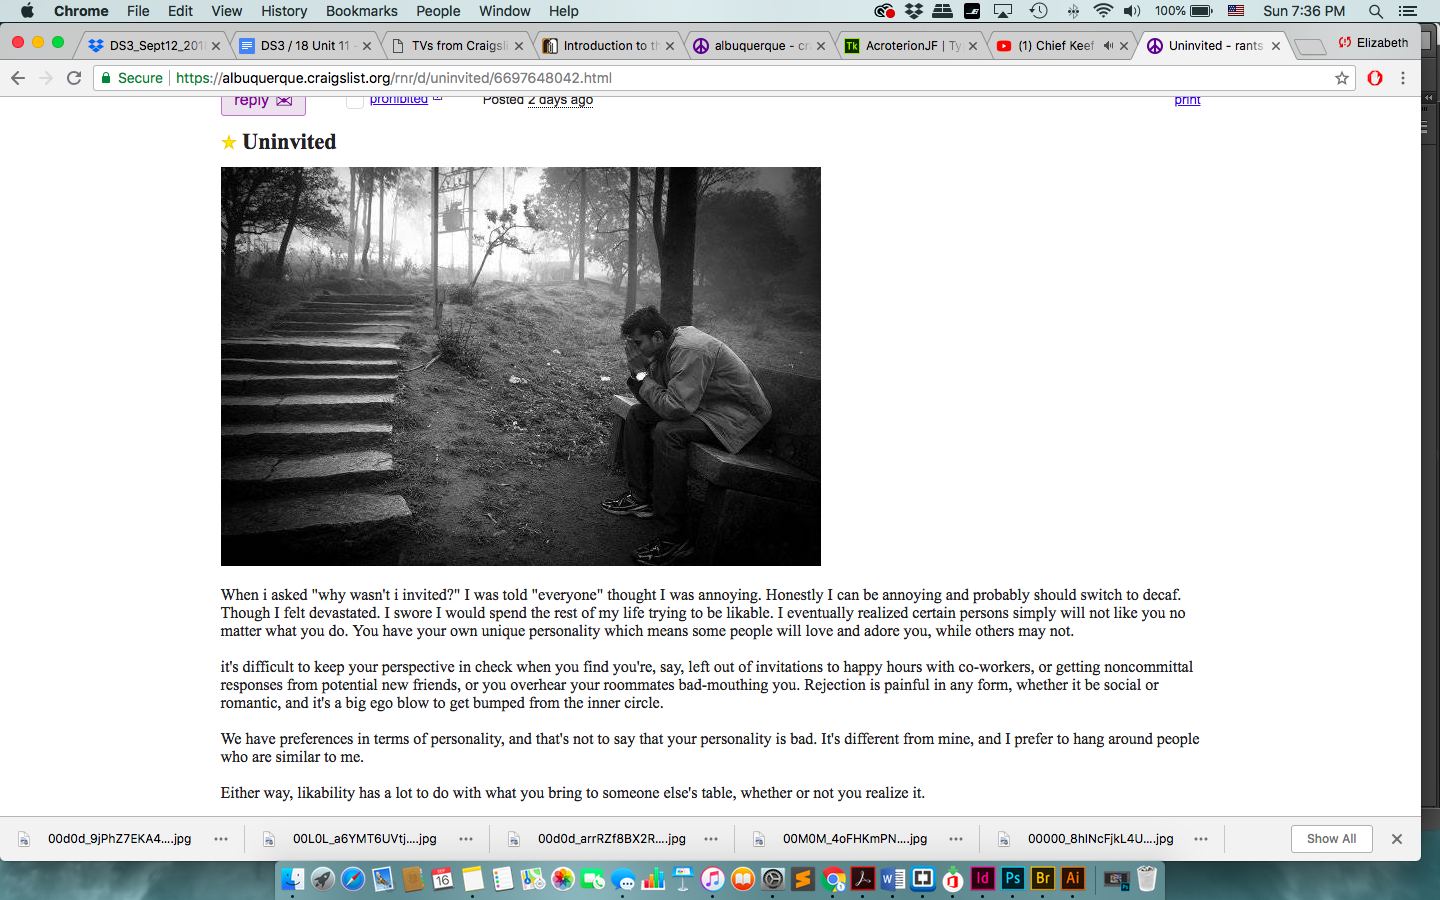 Chrome File Edit View History Bookmarks People Window Help 100% Sun 7:36 PM
DS3_Sept12_201 DS3 / 18 Unit 11 - TVs from Craigsli Introduction to th albuquerque - cra AcroterionJF | Ty (1) Chief Keef Uninvited - rants Elizabeth
Secure https://albuquerque.craigslist.org/rnr/d/uninvited/6697648042.html
reply prohibited Posted 2 days ago print
Uninvited
When i asked "why wasn't i invited?" I was told "everyone" thought I was annoying. Honestly I can be annoying and probably should switch to decaf.
Though I felt devastated. I swore I would spend the rest of my life trying to be likable. I eventually realized certain persons simply will not like you no
matter what you do. You have your own unique personality which means some people will love and adore you, while others may not.
it's difficult to keep your perspective in check when you find you're, say, left out of invitations to happy hours with co-workers, or getting noncommittal
responses from potential new friends, or you overhear your roommates bad-mouthing you. Rejection is painful in any form, whether it be social or
romantic, and it's a big ego blow to get bumped from the inner circle.
We have preferences in terms of personality, and that's not to say that your personality is bad. It's different from mine, and I prefer to hang around people
who are similar to me.
Either way, likability has a lot to do with what you bring to someone else's table, whether or not you realize it.
00d0d_9jPhZ7EKA4....jpg 00L0L_a6YMT6UVtj....jpg 00d0d_arrRZf8BX2R....jpg 00M0M_4oFHKmPN....jpg 00000_8hlNcFjkL4U....jpg Show All
SEP 16 Id Ps Br Ai